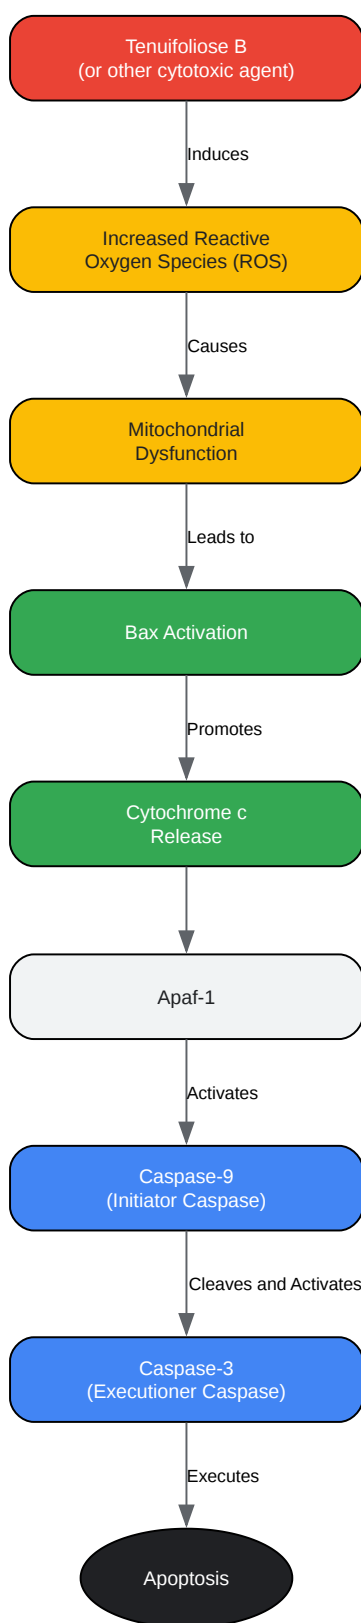 Tenuifoliose B
(or other cytotoxic agent)
Induces
Increased Reactive
Oxygen Species (ROS)
Causes
Mitochondrial
Dysfunction
Leads to
Bax Activation
Promotes
Cytochrome c
Release
Apaf-1
Activates
Caspase-9
(Initiator Caspase)
Cleaves and Activates
Caspase-3
(Executioner Caspase)
Executes
Apoptosis